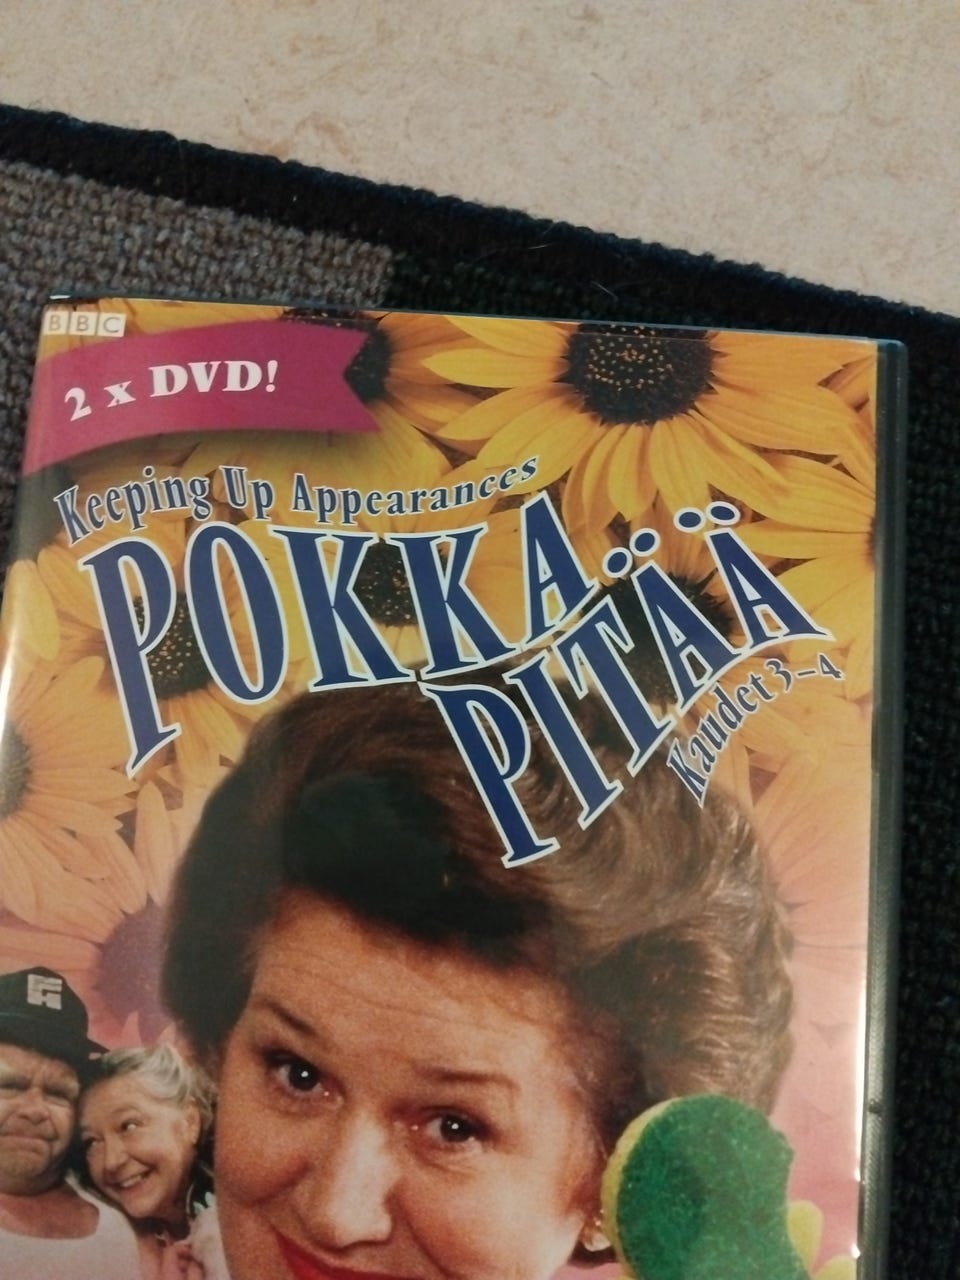 BBC
2 x DVD!
Keeping Up Appearances
POKKA
PITÄÄ
Kaudet 3-4